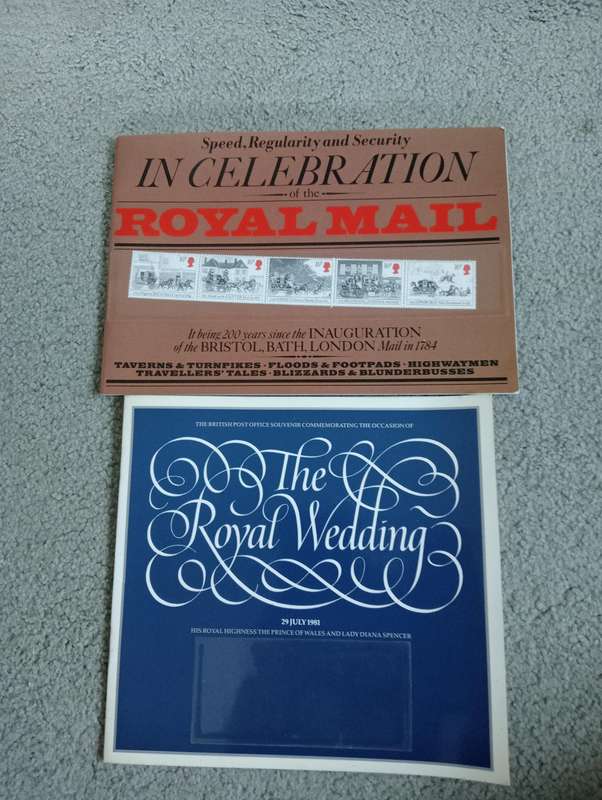 Speed, Regularity and Security
IN CELEBRATION
of the
ROYAL MAIL
It being 200 years since the INAUGURATION
of the BRISTOL, BATH, LONDON Mail in 1784
TAVERNS & TURNPIKES · FLOODS & FOOTPADS · HIGHWAYMEN
TRAVELLERS' TALES · BLIZZARDS & BLUNDERBUSSES
THE BRITISH POST OFFICE SOUVENIR COMMEMORATING THE OCCASION OF
The
Royal Wedding
29 JULY 1981
HIS ROYAL HIGHNESS THE PRINCE OF WALES AND LADY DIANA SPENCER